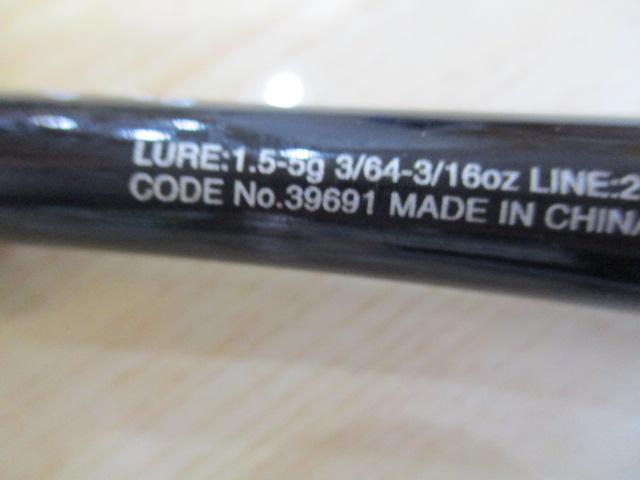 LURE:1.5-5g 3/64-3/16oz LINE:2
CODE No.39691 MADE IN CHINA